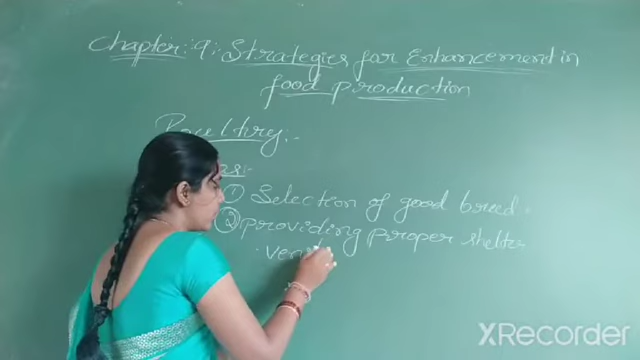 Chapter: 9: Strategies for Enhancement in
food production
Poultry:-
① Selection of good breed.
② providing proper shelter
XRecorder